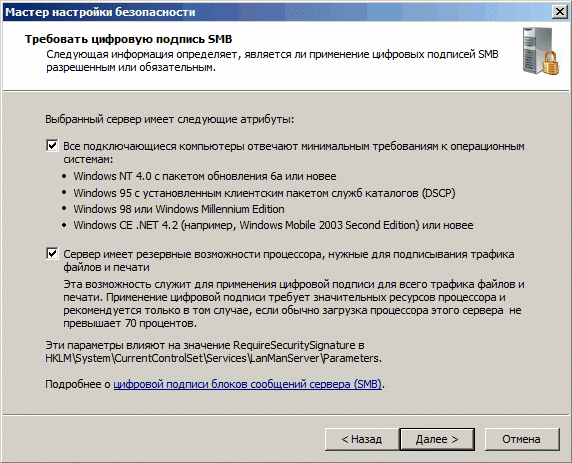 Мастер настройки безопасности
Требовать цифровую подпись SMB
Следующая информация определяет, является ли применение цифровых подписей SMB
разрешенным или обязательным.
Выбранный сервер имеет следующие атрибуты:
Все подключающиеся компьютеры отвечают минимальным требованиям к операционным
системам:
• Windows NT 4.0 с пакетом обновления 6a или новее
• Windows 95 с установленным клиентским пакетом служб каталогов (DSCP)
• Windows 98 или Windows Millennium Edition
• Windows CE .NET 4.2 (например, Windows Mobile 2003 Second Edition) или новее
Сервер имеет резервные возможности процессора, нужные для подписывания трафика
файлов и печати
Эта возможность служит для применения цифровой подписи для всего трафика файлов и
печати. Применение цифровой подписи требует значительных ресурсов процессора и
рекомендуется только в том случае, если обычно загрузка процессора этого сервера не
превышает 70 процентов.
Эти параметры влияют на значение RequireSecuritySignature в
HKLM\System\CurrentControlSet\Services\LanManServer\Parameters.
Подробнее о цифровой подписи блоков сообщений сервера (SMB).
< Назад
Далее >
Отмена